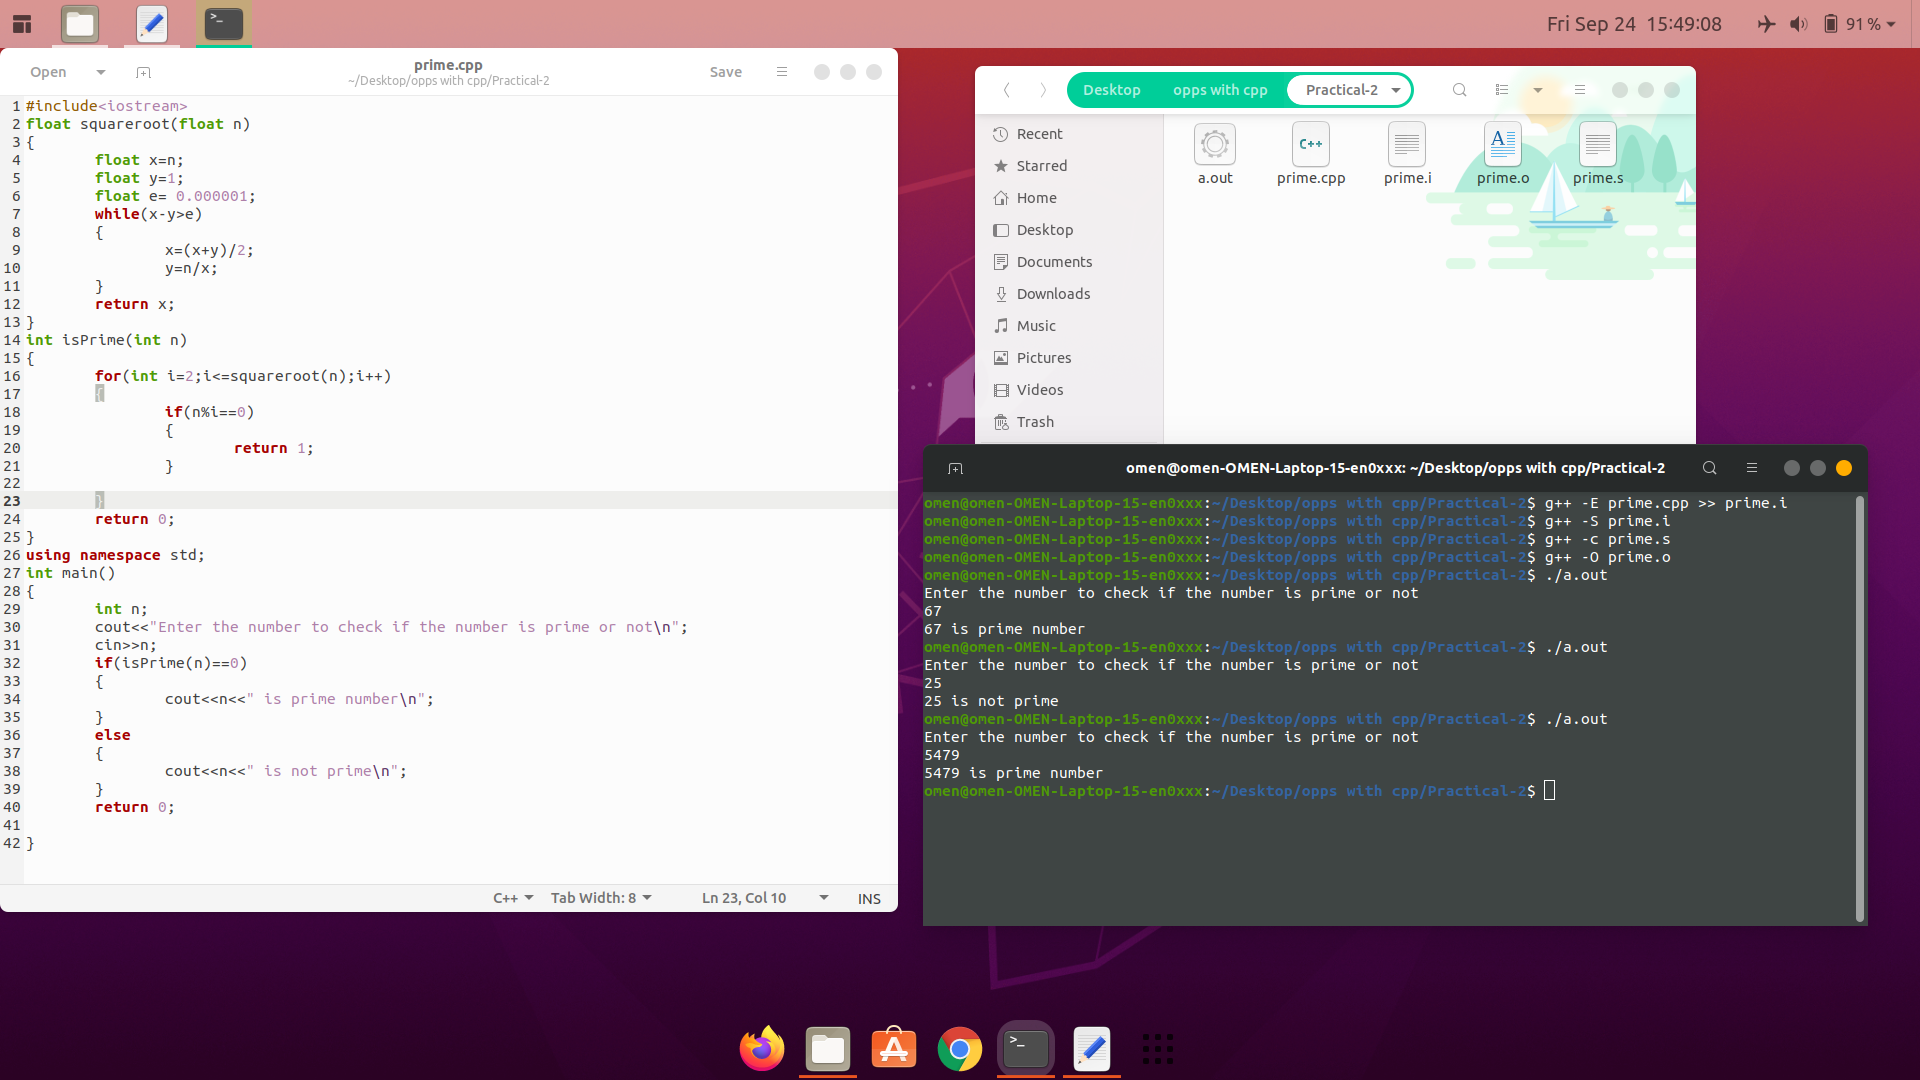 Fri Sep 24  15:49:08
91 %
Open
prime.cpp
~/Desktop/opps with cpp/Practical-2
Save
1 #include<iostream>
2 float squareroot(float n)
3 {
4 float x=n;
5 float y=1;
6 float e= 0.000001;
7 while(x-y>e)
8 {
9 x=(x+y)/2;
10 y=n/x;
11 }
12 return x;
13 }
14 int isPrime(int n)
15 {
16 for(int i=2;i<=squareroot(n);i++)
17 {
18 if(n%i==0)
19 {
20 return 1;
21 }
22
23 }
24 return 0;
25 }
26 using namespace std;
27 int main()
28 {
29 int n;
30 cout<<"Enter the number to check if the number is prime or not\n";
31 cin>>n;
32 if(isPrime(n)==0)
33 {
34 cout<<n<<" is prime number\n";
35 }
36 else
37 {
38 cout<<n<<" is not prime\n";
39 }
40 return 0;
41
42 }
C++
Tab Width: 8
Ln 23, Col 10
INS
Desktop
opps with cpp
Practical-2
Recent
Starred
Home
Desktop
Documents
Downloads
Music
Pictures
Videos
Trash
C++
A
a.out
prime.cpp
prime.i
prime.o
prime.s
omen@omen-OMEN-Laptop-15-en0xxx: ~/Desktop/opps with cpp/Practical-2
omen@omen-OMEN-Laptop-15-en0xxx:~/Desktop/opps with cpp/Practical-2$ g++ -E prime.cpp >> prime.i
omen@omen-OMEN-Laptop-15-en0xxx:~/Desktop/opps with cpp/Practical-2$ g++ -S prime.i
omen@omen-OMEN-Laptop-15-en0xxx:~/Desktop/opps with cpp/Practical-2$ g++ -c prime.s
omen@omen-OMEN-Laptop-15-en0xxx:~/Desktop/opps with cpp/Practical-2$ g++ -O prime.o
omen@omen-OMEN-Laptop-15-en0xxx:~/Desktop/opps with cpp/Practical-2$ ./a.out
Enter the number to check if the number is prime or not
67
67 is prime number
omen@omen-OMEN-Laptop-15-en0xxx:~/Desktop/opps with cpp/Practical-2$ ./a.out
Enter the number to check if the number is prime or not
25
25 is not prime
omen@omen-OMEN-Laptop-15-en0xxx:~/Desktop/opps with cpp/Practical-2$ ./a.out
Enter the number to check if the number is prime or not
5479
5479 is prime number
omen@omen-OMEN-Laptop-15-en0xxx:~/Desktop/opps with cpp/Practical-2$